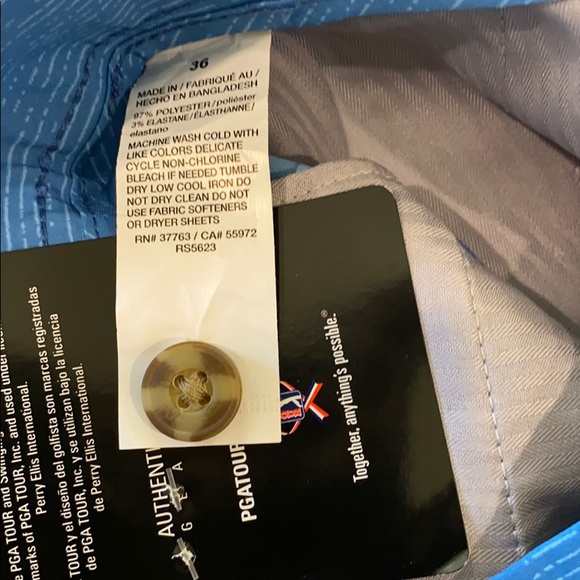 36
MADE IN / FABRIQUÉ AU /
HECHO EN BANGLADESH
97% POLYESTER/poliéster
3% ELASTANE/ÉLASTHANNE/
elastano
MACHINE WASH COLD WITH
LIKE COLORS DELICATE
CYCLE NON-CHLORINE
BLEACH IF NEEDED TUMBLE
DRY LOW COOL IRON DO
NOT DRY CLEAN DO NOT
USE FABRIC SOFTENERS
OR DRYER SHEETS
RN# 37763 / CA# 55972
RS5623
PGA TOUR and Swinging
marks of PGA TOUR, Inc. and used under
Perry Ellis International.
TOUR y el diseño del golfista son marcas registradas
de PGA TOUR, Inc. y se utilizan bajo la licencia
de Perry Ellis International.
AUTHENTI
G E A
PGATOUR
Together, anything's possible.®